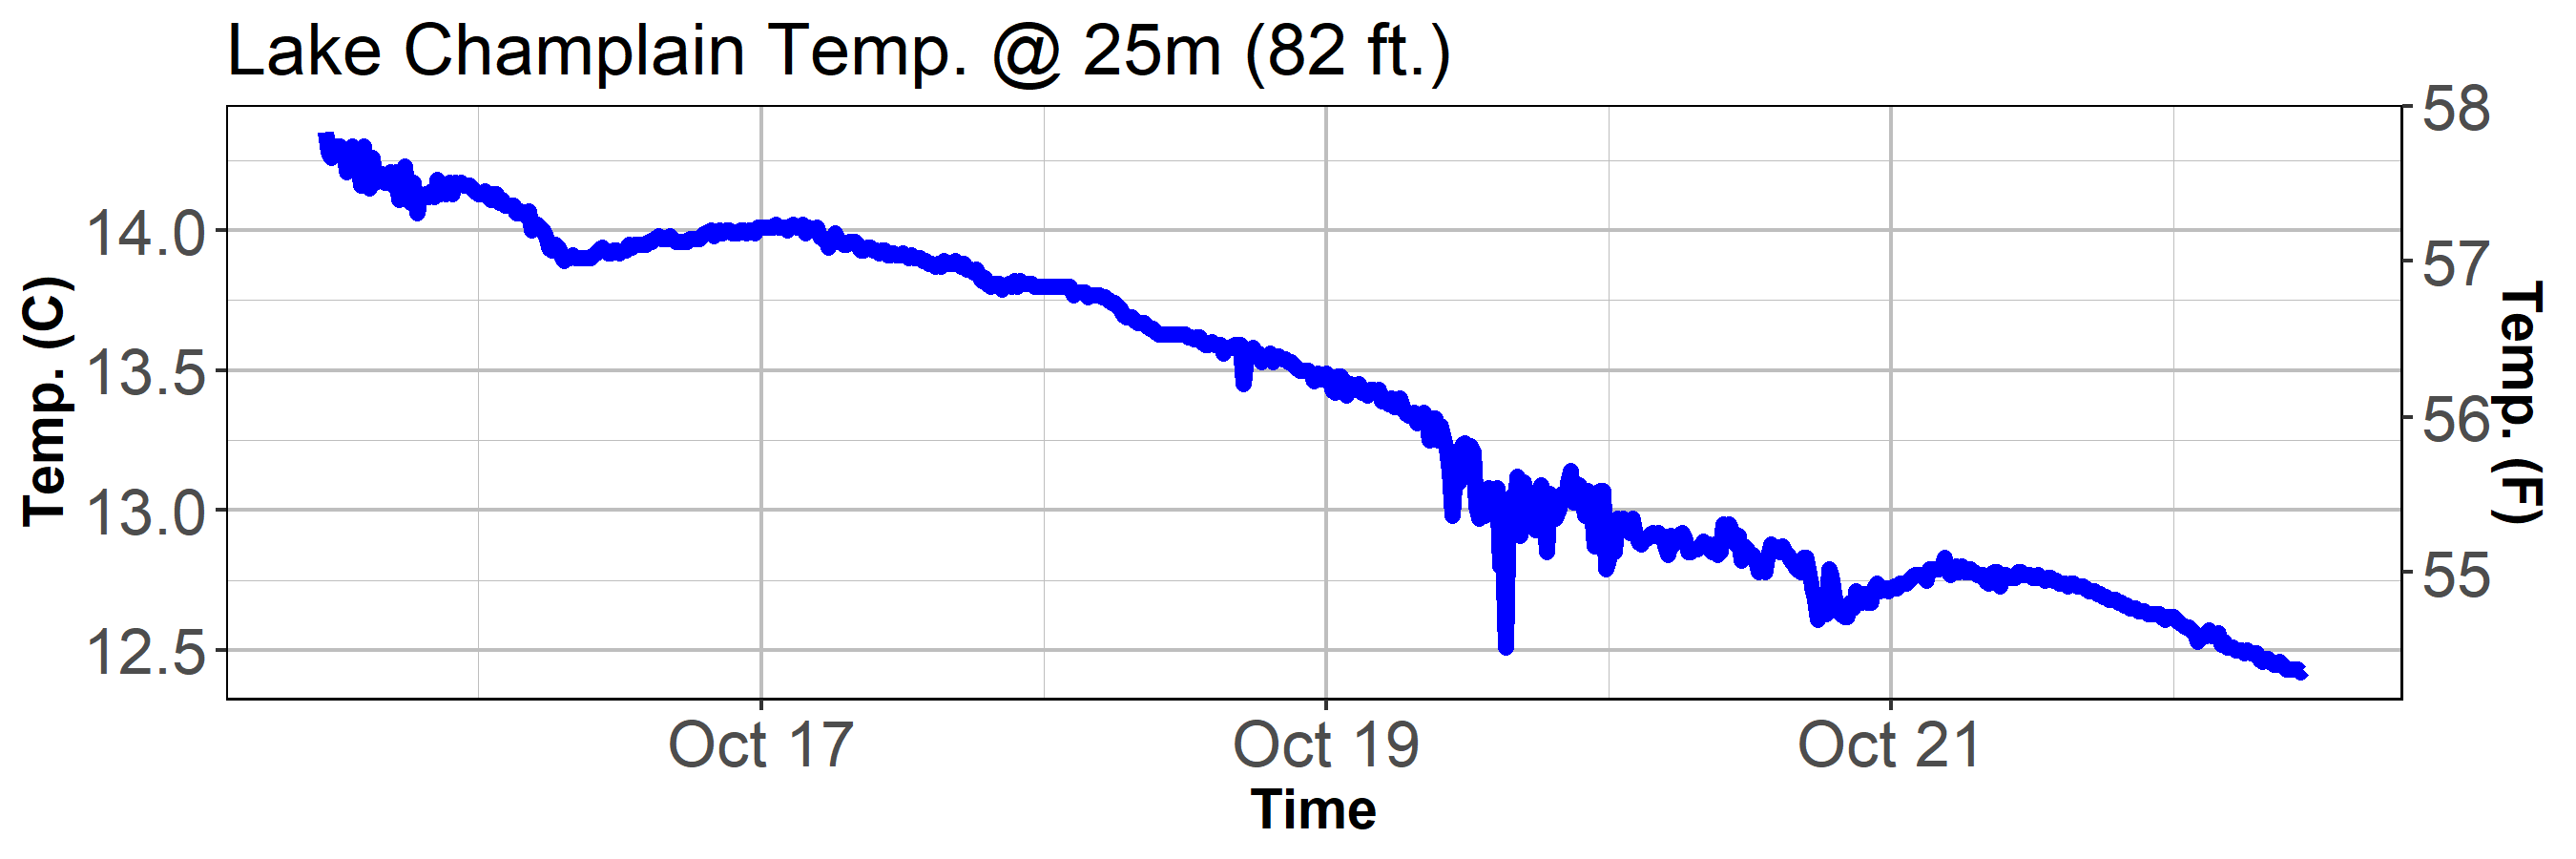 Lake Champlain Temp. @ 25m (82 ft.)
Temp. (C)
14.0
13.5
13.0
12.5
58
57
56
55
Temp. (F)
Oct 17
Oct 19
Oct 21
Time